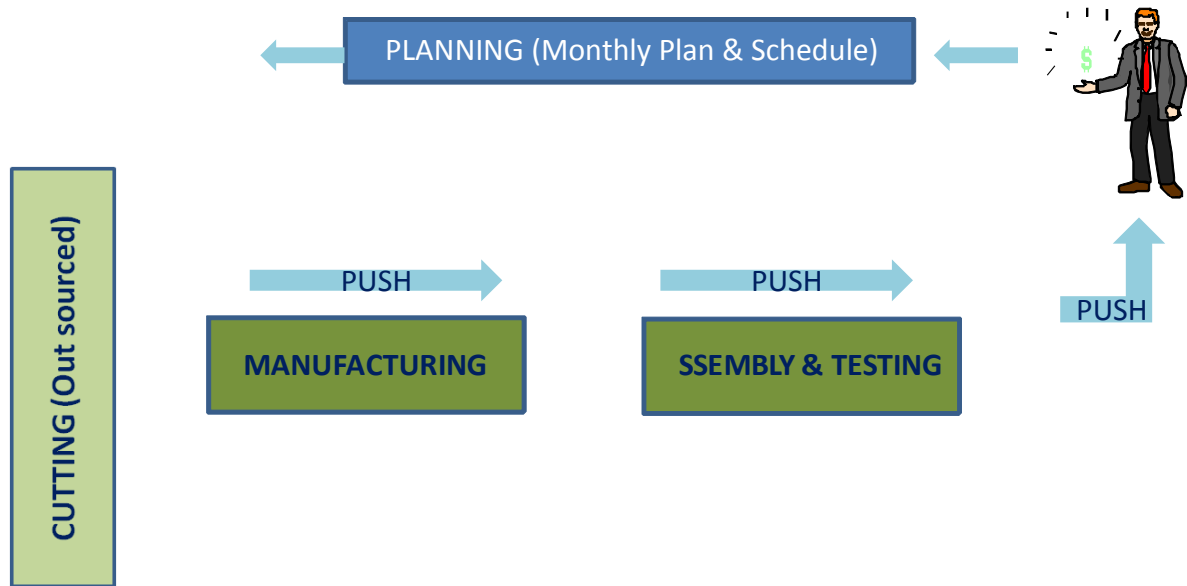 PLANNING (Monthly Plan & Schedule)
$
CUTTING (Out sourced)
PUSH
PUSH
PUSH
MANUFACTURING
SSEMBLY & TESTING